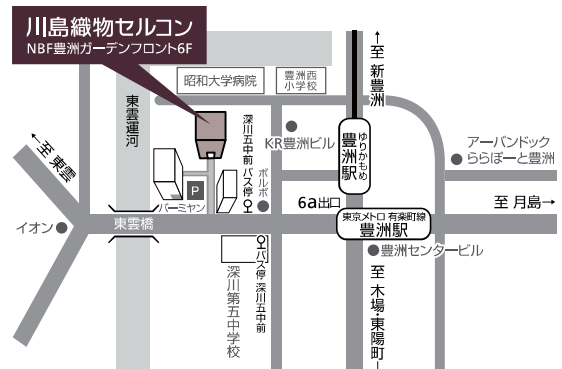 川島織物セルコン
NBF豊洲ガーデンフロント6F
至 新豊洲
昭和大学病院
豊洲西
小学校
東雲運河
深川五中前
バス停
KR豊洲ビル
ゆりかもめ
豊洲駅
アーバンドック
ららぽーと豊洲
至 東雲
P
バーミヤン
ボルボ
6a出口
至 月島
イオン
東雲橋
東京メトロ 有楽町線
豊洲駅
豊洲センタービル
バス停 深川五中前
深川第五中学校
至 木場・東陽町